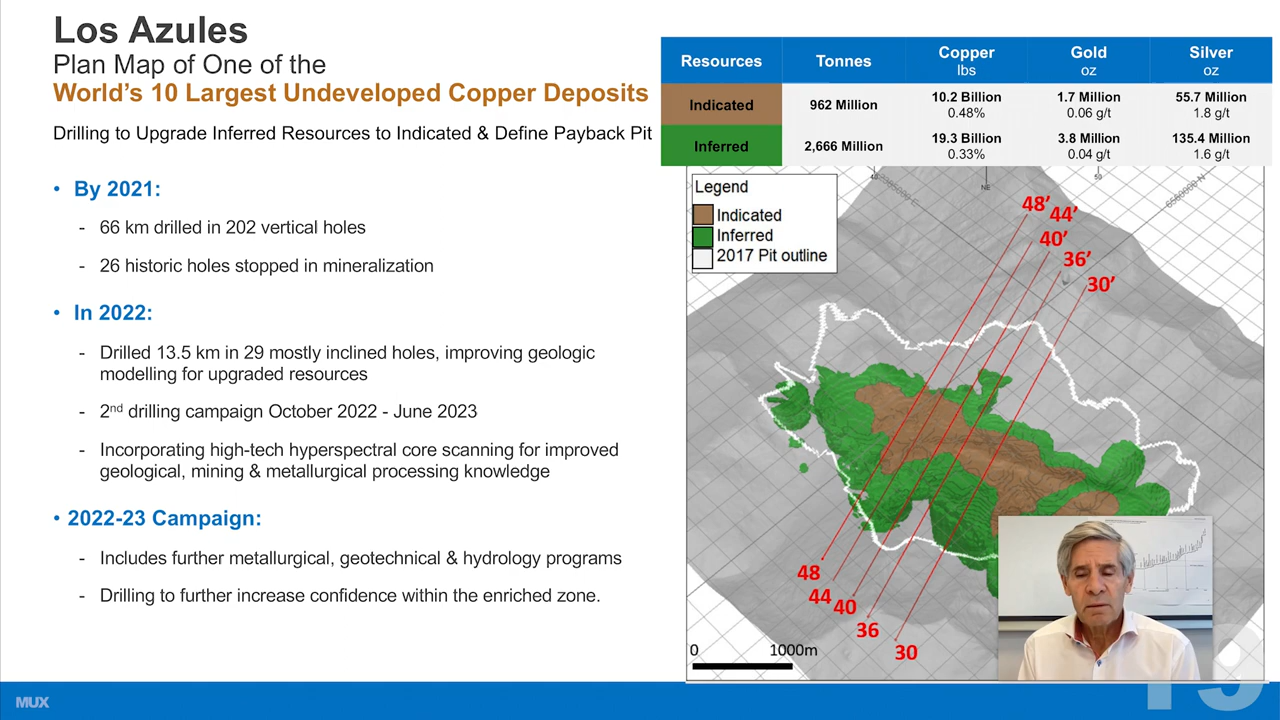 Los Azules
Plan Map of One of the
World's 10 Largest Undeveloped Copper Deposits
Drilling to Upgrade Inferred Resources to Indicated & Define Payback Pit
• By 2021:
- 66 km drilled in 202 vertical holes
- 26 historic holes stopped in mineralization
• In 2022:
- Drilled 13.5 km in 29 mostly inclined holes, improving geologic
modelling for upgraded resources
- 2nd drilling campaign October 2022 - June 2023
- Incorporating high-tech hyperspectral core scanning for improved
geological, mining & metallurgical processing knowledge
• 2022-23 Campaign:
- Includes further metallurgical, geotechnical & hydrology programs
- Drilling to further increase confidence within the enriched zone.
Resources Tonnes Copper lbs Gold oz Silver oz
Indicated 962 Million 10.2 Billion 0.48% 1.7 Million 0.06 g/t 55.7 Million 1.8 g/t
Inferred 2,666 Million 19.3 Billion 0.33% 3.8 Million 0.04 g/t 135.4 Million 1.6 g/t
Legend
Indicated
Inferred
2017 Pit outline
NE
48'
44'
40'
36'
30'
48
44
40
36
30
0 1000m
MUX